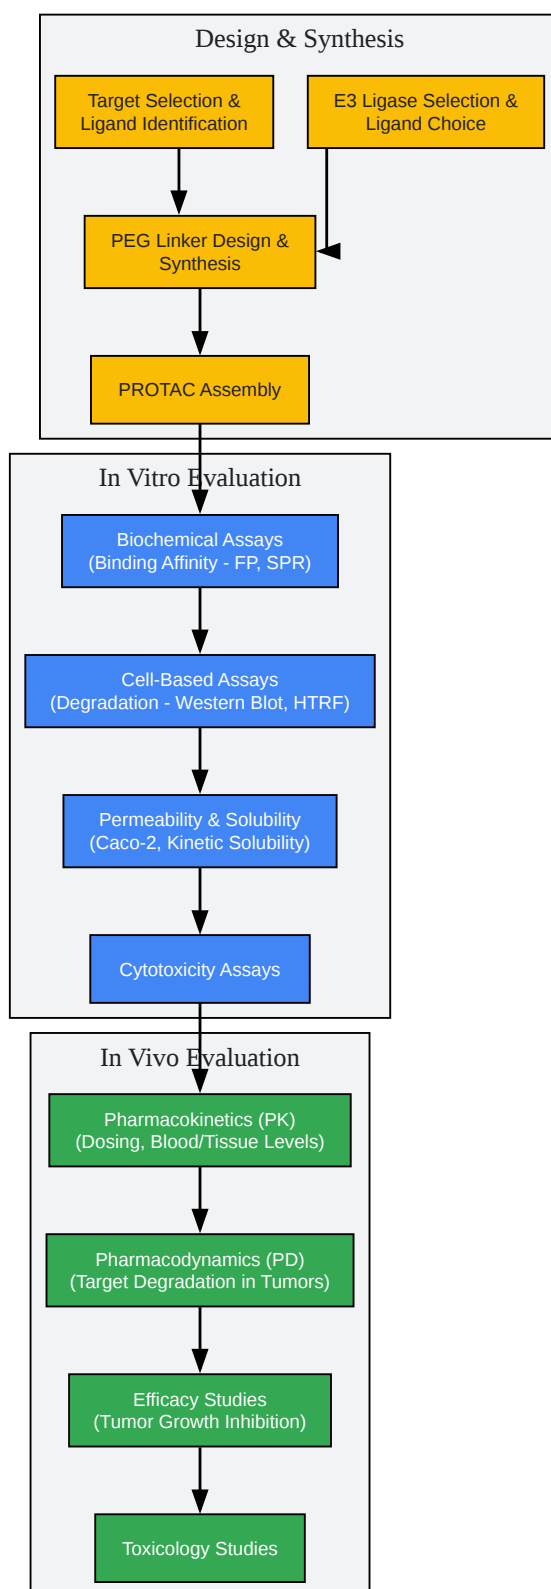 Design & Synthesis
Target Selection &
Ligand Identification
E3 Ligase Selection &
Ligand Choice
PEG Linker Design &
Synthesis
PROTAC Assembly
In Vitro Evaluation
Biochemical Assays
(Binding Affinity - FP, SPR)
Cell-Based Assays
(Degradation - Western Blot, HTRF)
Permeability & Solubility
(Caco-2, Kinetic Solubility)
Cytotoxicity Assays
In Vivo Evaluation
Pharmacokinetics (PK)
(Dosing, Blood/Tissue Levels)
Pharmacodynamics (PD)
(Target Degradation in Tumors)
Efficacy Studies
(Tumor Growth Inhibition)
Toxicology Studies